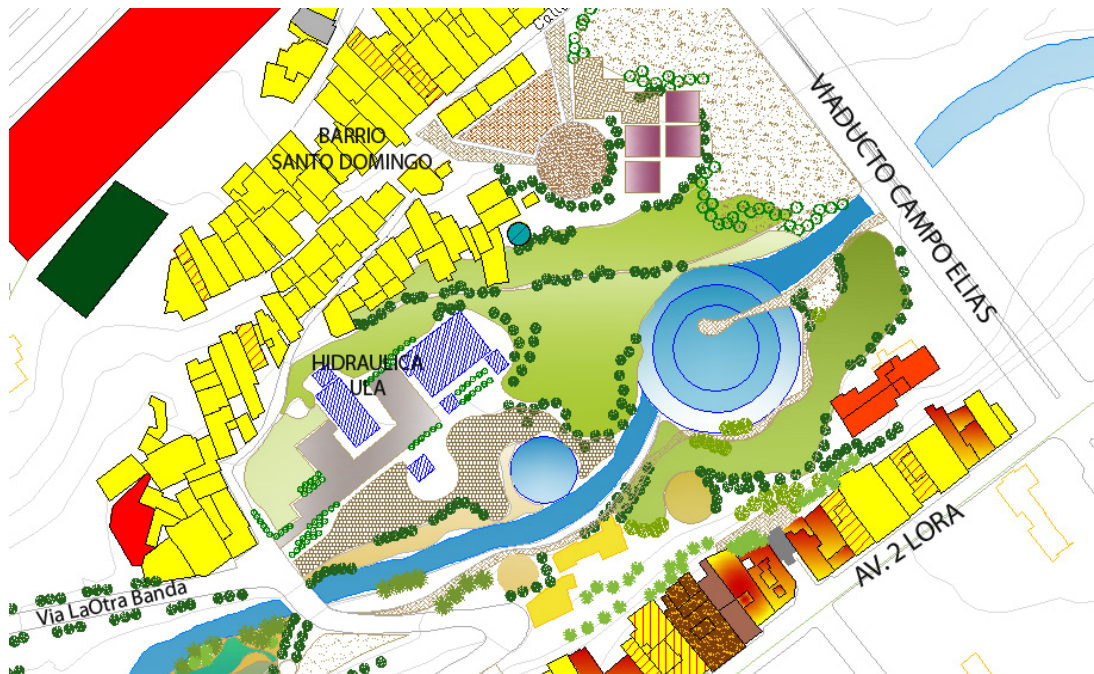 BARRIO
SANTO DOMINGO
VIADUCTO CAMPO ELIAS
HIDRAULICA
ULA
AV. 2 LORA
Via LaOtra Banda